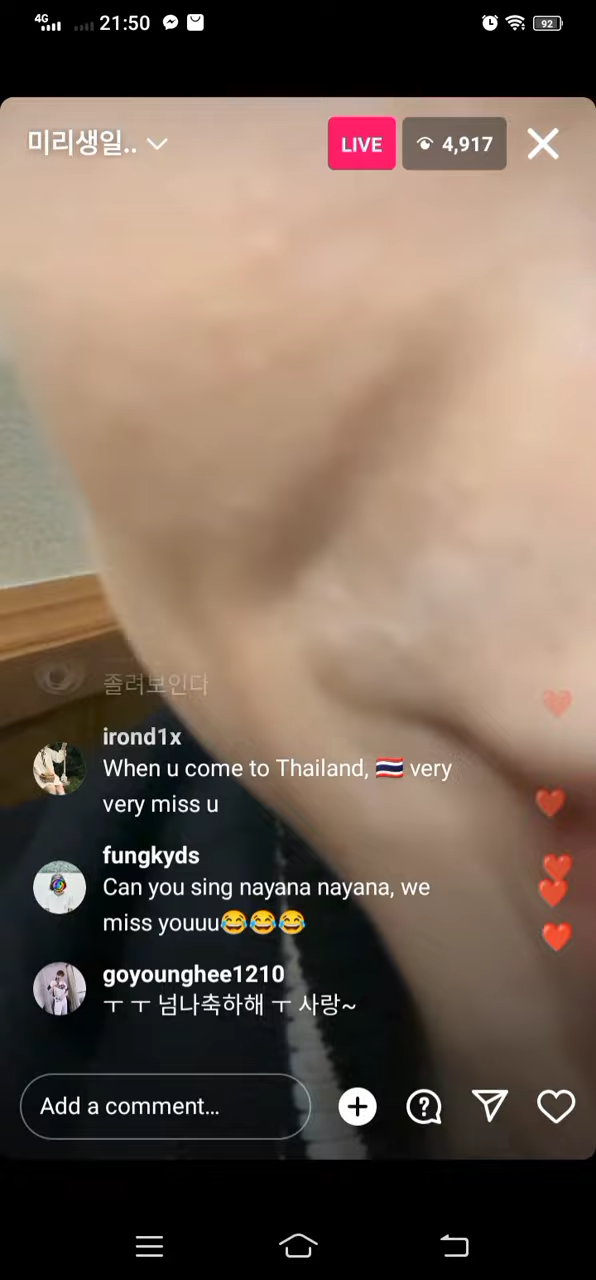 4G
21:50
92
미리생일..
LIVE
4,917
졸려보인다
irond1x
When u come to Thailand, 🇹🇭 very
very miss u
fungkyds
Can you sing nayana nayana, we
miss youuu😂😂😂
goyounghee1210
ㅜ ㅜ 넘나축하해 ㅜ 사랑~
Add a comment...